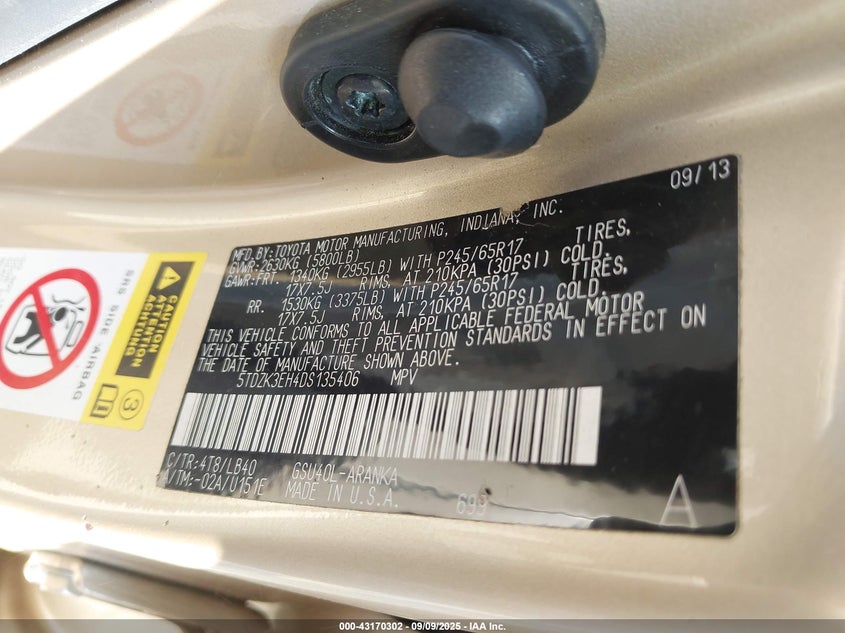 09/13
MFD.BY:TOYOTA MOTOR MANUFACTURING, INDIANA, INC.
GVWR:2630KG (5800LB)
GAWR:FRT. 1340KG (2955LB) WITH P245/65R17 TIRES,
17X7.5J RIMS, AT 210KPA (30PSI) COLD.
RR. 1530KG (3375LB) WITH P245/65R17 TIRES,
17X7.5J RIMS, AT 210KPA (30PSI) COLD.
THIS VEHICLE CONFORMS TO ALL APPLICABLE FEDERAL MOTOR
VEHICLE SAFETY AND THEFT PREVENTION STANDARDS IN EFFECT ON
THE DATE OF MANUFACTURE SHOWN ABOVE.
5TDZK3EH4DS135406 MPV
C/TR:4T8/LB40 GSU40L-ARANKA
A/TM:-02A/U151E MADE IN U.S.A. 693
A
SRS SIDE AIRBAG
CAUTION
ATTENTION
ACHTUNG
3
000-43170302 - 09/09/2025 - IAA Inc.